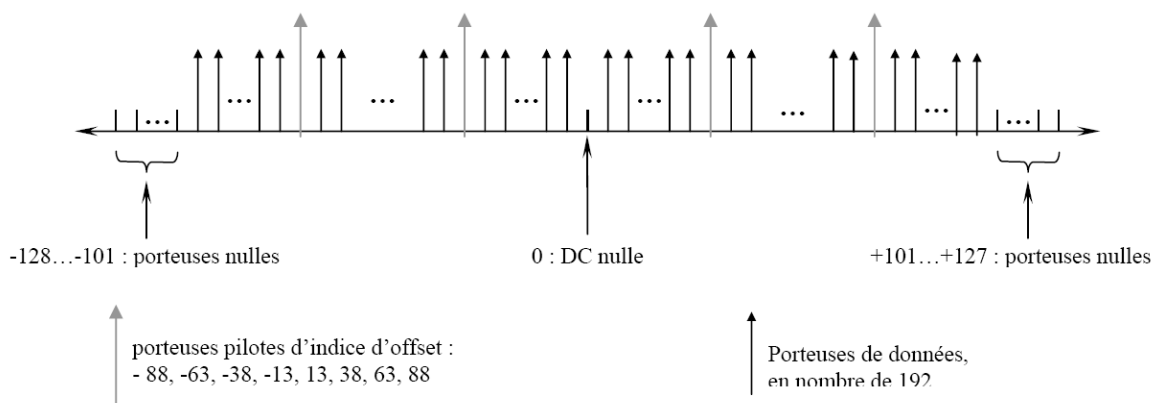 ... ... ... ... ... ... ... ...
-128…-101 : porteuses nulles
0 : DC nulle
+101…+127 : porteuses nulles
porteuses pilotes d’indice d’offset :
- 88, -63, -38, -13, 13, 38, 63, 88
Porteuses de données,
en nombre de 192